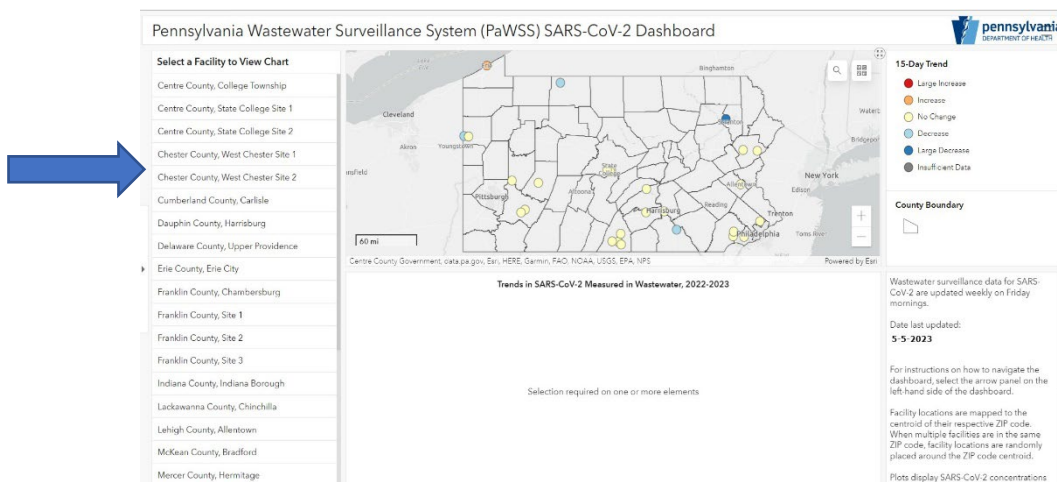 Pennsylvania Wastewater Surveillance System (PaWSS) SARS-CoV-2 Dashboard
pennsylvania
DEPARTMENT OF HEALTH
Select a Facility to View Chart
Centre County, College Township
Centre County, State College Site 1
Centre County, State College Site 2
Chester County, West Chester Site 1
Chester County, West Chester Site 2
Cumberland County, Carlisle
Dauphin County, Harrisburg
Delaware County, Upper Providence
Erie County, Erie City
Franklin County, Chambersburg
Franklin County, Site 1
Franklin County, Site 2
Franklin County, Site 3
Indiana County, Indiana Borough
Lackawanna County, Chinchilla
Lehigh County, Allentown
McKean County, Bradford
Mercer County, Hermitage
Binghamton
Cleveland
Akron
Youngstown
nsfield
Pittsburgh
Altoona
State
College
Harrisburg
Reading
Allentown
Scranton
Trenton
Philadelphia
Edison
New York
Bridgepor
Waterb
Toms River
60 mi
+
−
Centre County Government, data.pa.gov, Esri, HERE, Garmin, FAO, NOAA, USGS, EPA, NPS
Powered by Esri
15-Day Trend
Large Increase
Increase
No Change
Decrease
Large Decrease
Insufficient Data
County Boundary
Trends in SARS-CoV-2 Measured in Wastewater, 2022-2023
Selection required on one or more elements
Wastewater surveillance data for SARS-
CoV-2 are updated weekly on Friday
mornings.
Date last updated:
5-5-2023
For instructions on how to navigate the
dashboard, select the arrow panel on the
left-hand side of the dashboard.
Facility locations are mapped to the
centroid of their respective ZIP code.
When multiple facilities are in the same
ZIP code, facility locations are randomly
placed around the ZIP code centroid.
Plots display SARS-CoV-2 concentrations